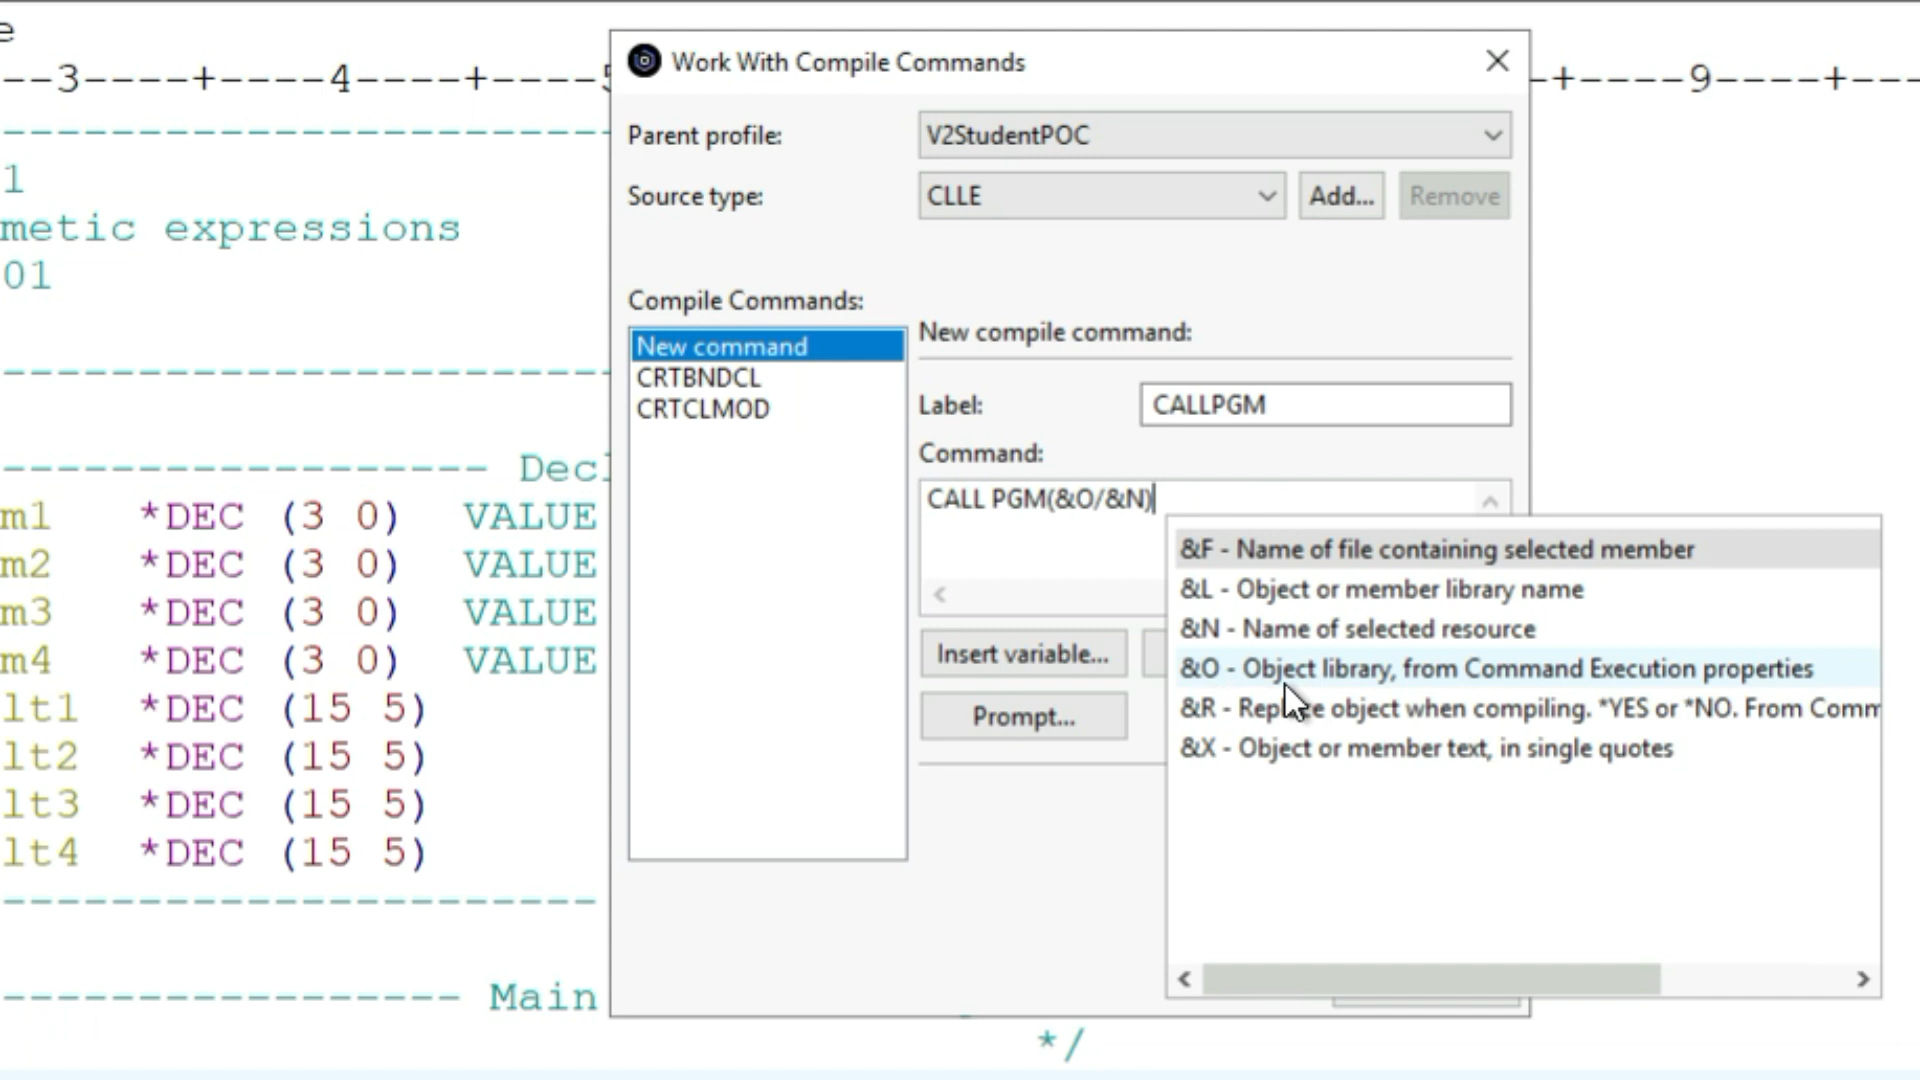 e
--3----+----4----+----5
-+----9----+---
1
metic expressions
01
------------------ Decl
m1 *DEC (3 0) VALUE
m2 *DEC (3 0) VALUE
m3 *DEC (3 0) VALUE
m4 *DEC (3 0) VALUE
lt1 *DEC (15 5)
lt2 *DEC (15 5)
lt3 *DEC (15 5)
lt4 *DEC (15 5)
----------------- Main
*/
Work With Compile Commands
Parent profile: V2StudentPOC
Source type: CLLE Add... Remove
Compile Commands:
New command
CRTBNDCL
CRTCLMOD
New compile command:
Label: CALLPGM
Command:
CALL PGM(&O/&N)
Insert variable...
Prompt...
&F - Name of file containing selected member
&L - Object or member library name
&N - Name of selected resource
&O - Object library, from Command Execution properties
&R - Replace object when compiling. *YES or *NO. From Comm
&X - Object or member text, in single quotes